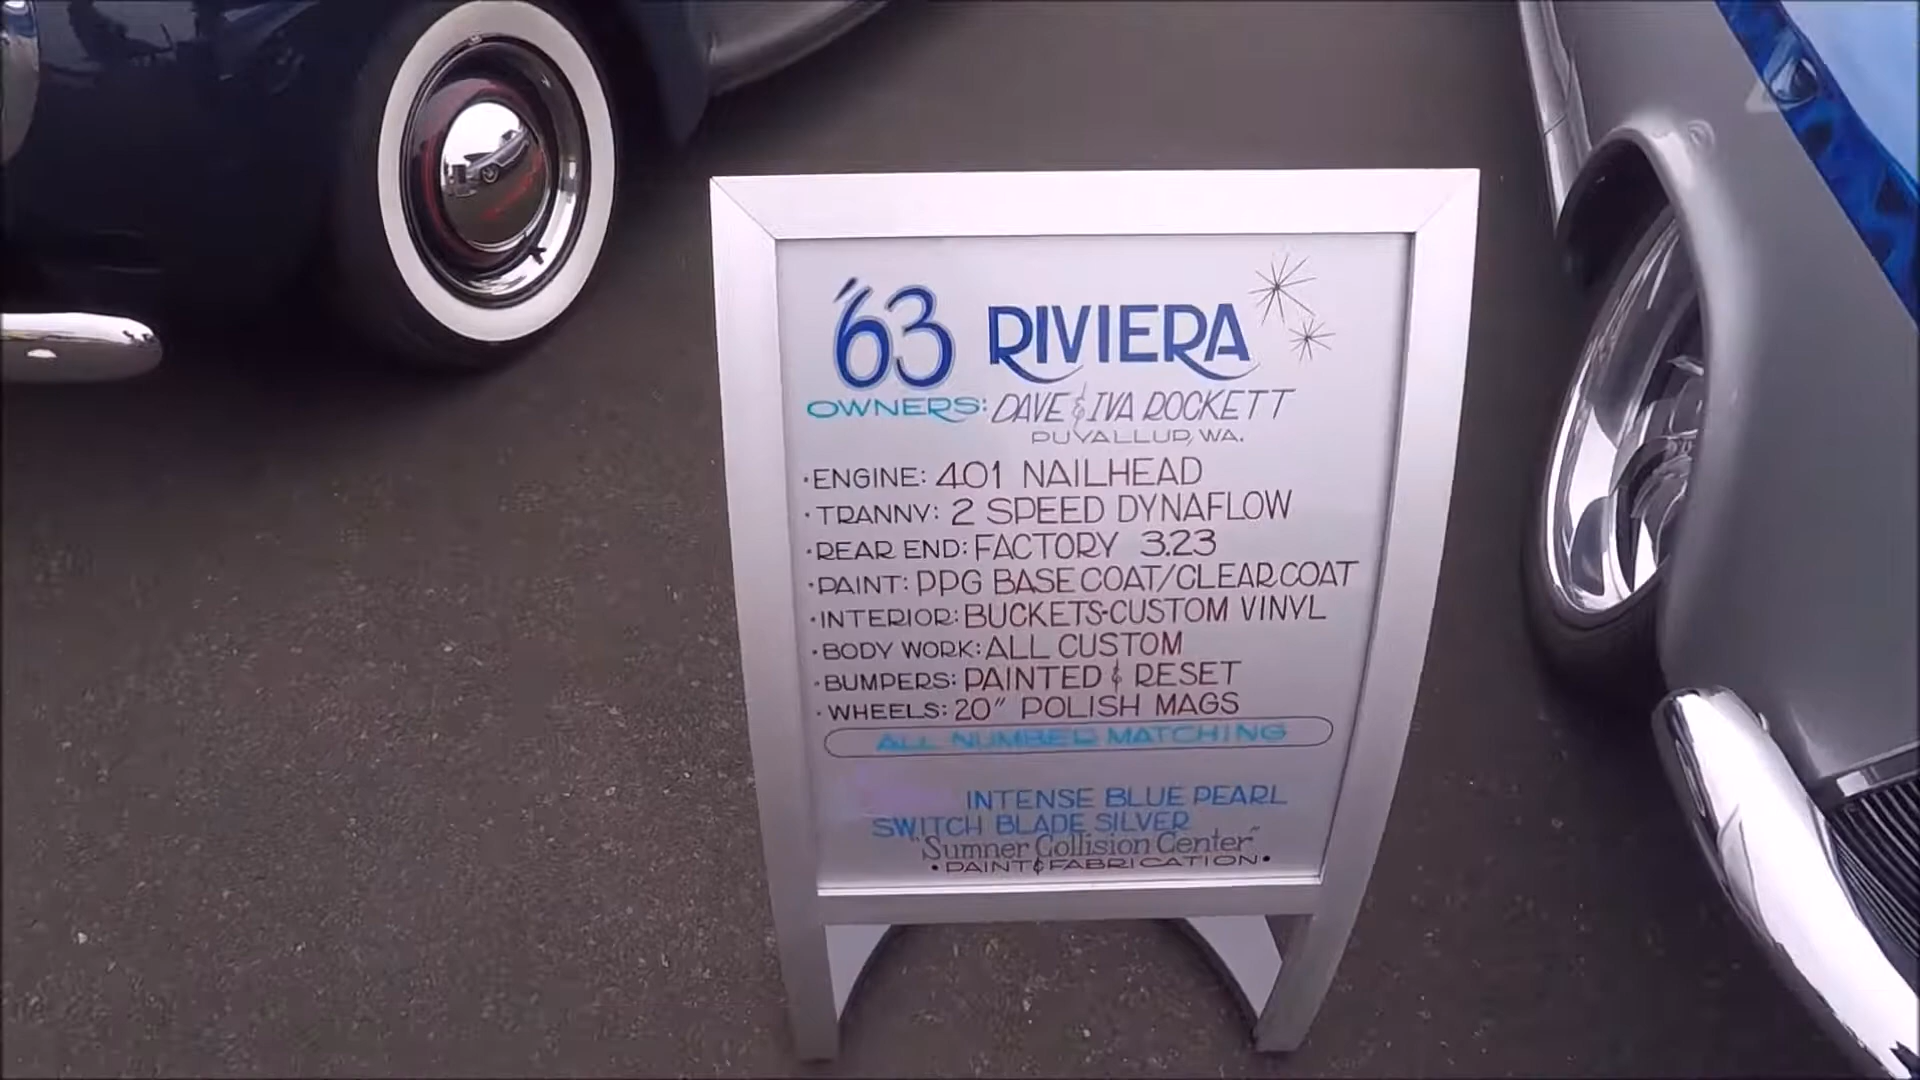 '63 RIVIERA
OWNERS: DAVE & IVA ROCKETT
PUYALLUP, WA.
• ENGINE: 401 NAILHEAD
• TRANNY: 2 SPEED DYNAFLOW
• REAR END: FACTORY 3.23
• PAINT: PPG BASE COAT/CLEAR COAT
• INTERIOR: BUCKETS-CUSTOM VINYL
• BODY WORK: ALL CUSTOM
• BUMPERS: PAINTED & RESET
• WHEELS: 20" POLISH MAGS
ALL NUMBER MATCHING
INTENSE BLUE PEARL
SWITCH BLADE SILVER
"Sumner Collision Center"
• PAINT & FABRICATION •